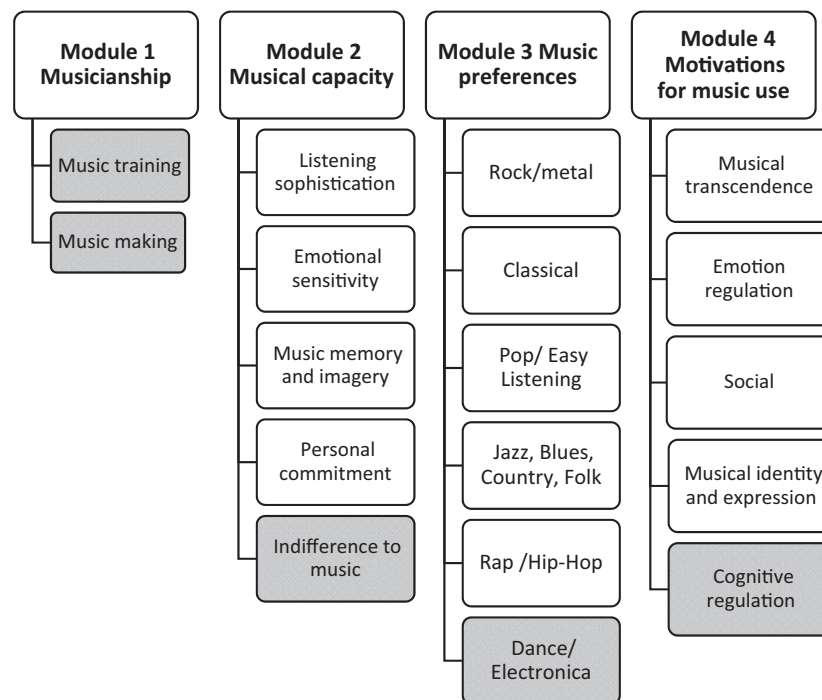 Module 1
Musicianship
Music training
Music making
Module 2
Musical capacity
Listening
sophistication
Emotional
sensitivity
Music memory
and imagery
Personal
commitment
Indifference to
music
Module 3 Music
preferences
Rock/metal
Classical
Pop/ Easy
Listening
Jazz, Blues,
Country, Folk
Rap /Hip-Hop
Dance/
Electronica
Module 4
Motivations
for music use
Musical
transcendence
Emotion
regulation
Social
Musical identity
and expression
Cognitive
regulation